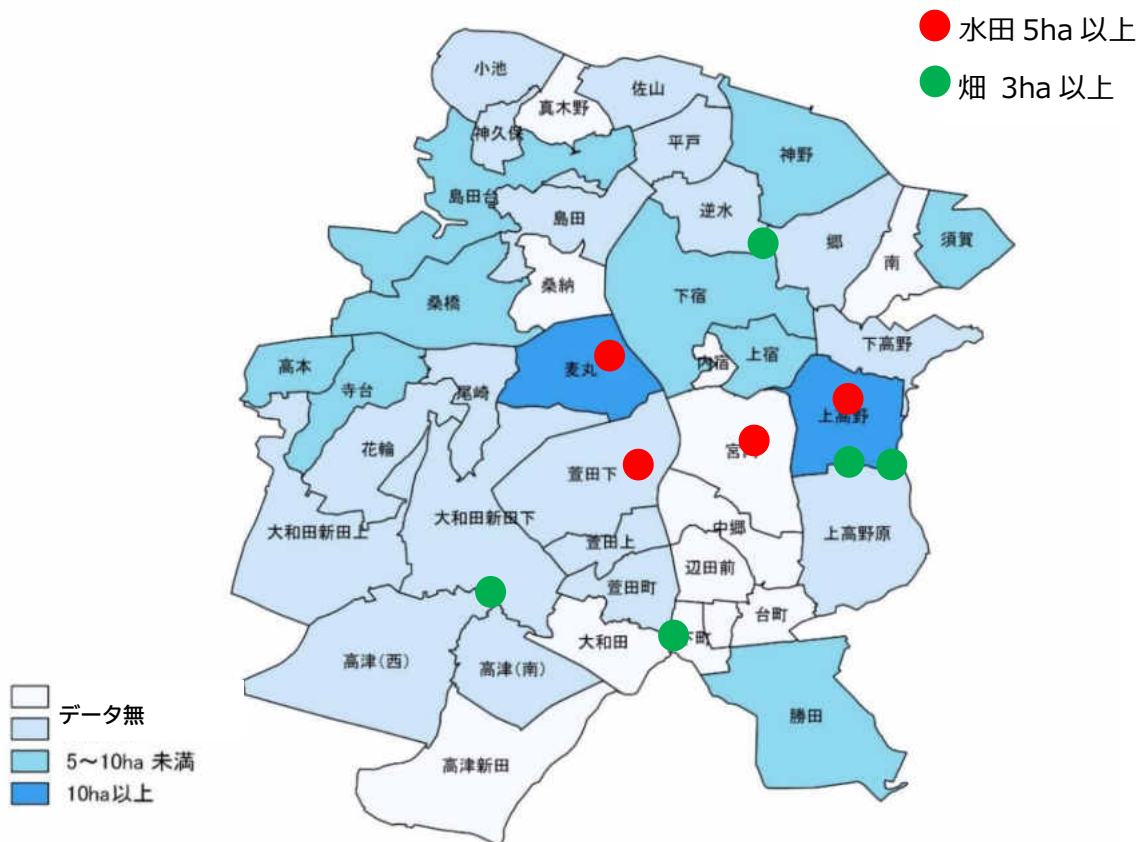 水田 5ha 以上
畑 3ha 以上
小池
佐山
真木野
神久保
平戸
神野
島田台
島田
逆水
郷
須賀
南
桑納
桑橋
下宿
下高野
内宿
上宿
高本
麦丸
寺台
尾崎
上高野
花輪
宮内
萱田下
大和田新田下
大和田新田上
中郷
上高野原
萱田上
辺田前
萱田町
台町
大和田
下町
高津(西)
高津(南)
勝田
高津新田
データ無
5~10ha 未満
10ha以上